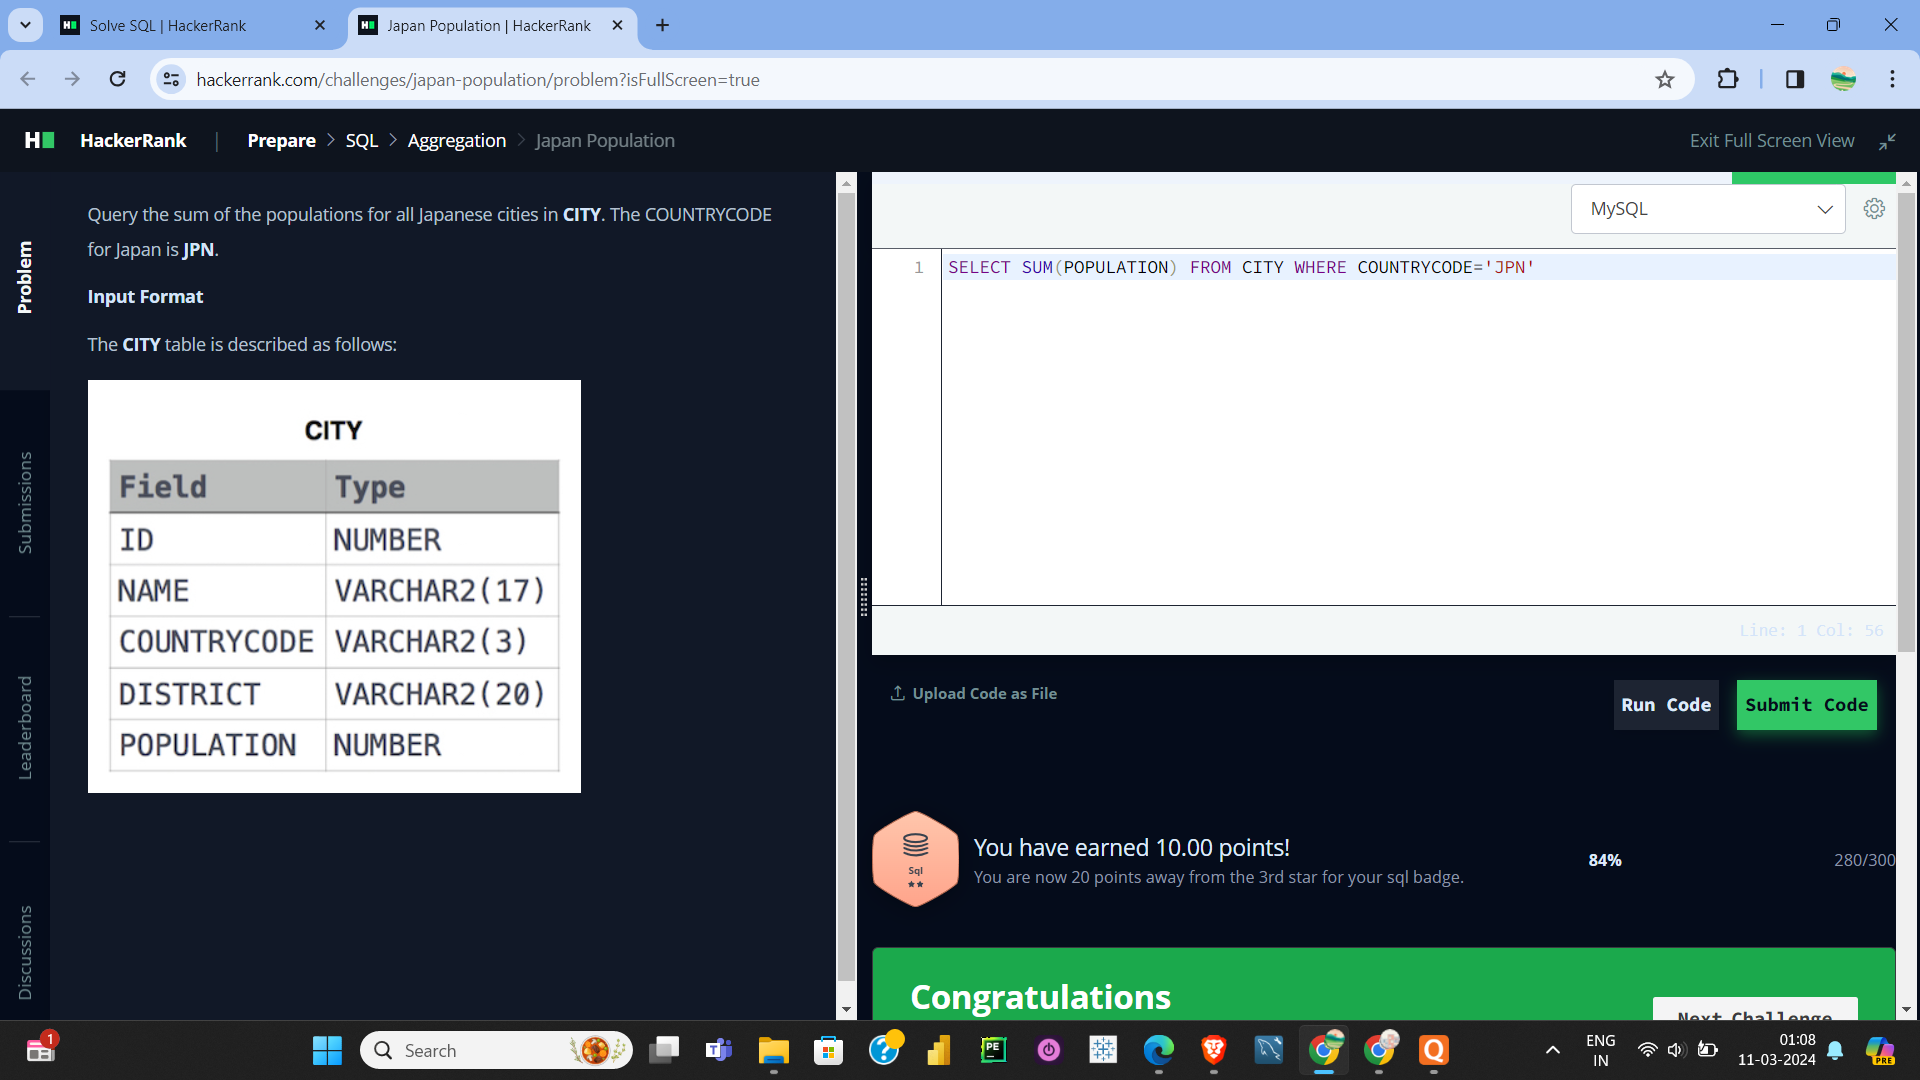 Solve SQL | HackerRank
Japan Population | HackerRank
hackerrank.com/challenges/japan-population/problem?isFullScreen=true
H
HackerRank | Prepare > SQL > Aggregation > Japan Population
Exit Full Screen View
Problem
Submissions
Leaderboard
Discussions
Query the sum of the populations for all Japanese cities in CITY. The COUNTRYCODE
for Japan is JPN.
Input Format
The CITY table is described as follows:
CITY
Field Type
ID NUMBER
NAME VARCHAR2(17)
COUNTRYCODE VARCHAR2(3)
DISTRICT VARCHAR2(20)
POPULATION NUMBER
MySQL
1 SELECT SUM(POPULATION) FROM CITY WHERE COUNTRYCODE='JPN'
Line: 1 Col: 56
Upload Code as File
Run Code
Submit Code
Sql
You have earned 10.00 points!
You are now 20 points away from the 3rd star for your sql badge.
84%
280/300
Congratulations
Next Challenge
1
Search
PE
Q
ENG
IN
01:08
11-03-2024
PRE